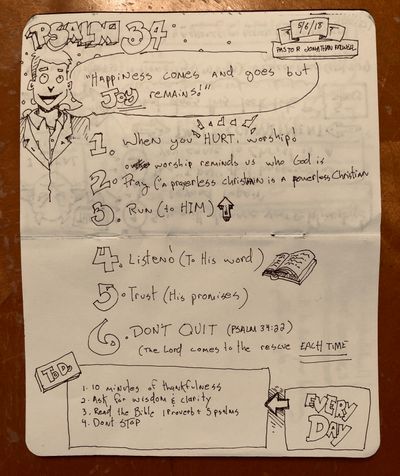 PSALM 34
5/6/18
PASTOR JONATHAN
"HAPPINESS COMES AND GOES BUT
JOY REMAINS!"
1. When you HURT, worship!
worship reminds us who God is
2. Pray ("a prayerless christian is a powerless Christian
3. RUN (to HIM)
4. Listen (To His word)
5. Trust (His promises)
6. DON'T QUIT (PSALM 34:22)
(The Lord comes to the rescue EACH TIME
TO DO
1. 10 minutes of thankfulness
2. Ask for wisdom & clarity
3. Read the Bible 1 Proverb + 5 psalms
4. Dont STOP
EVERY
DAY